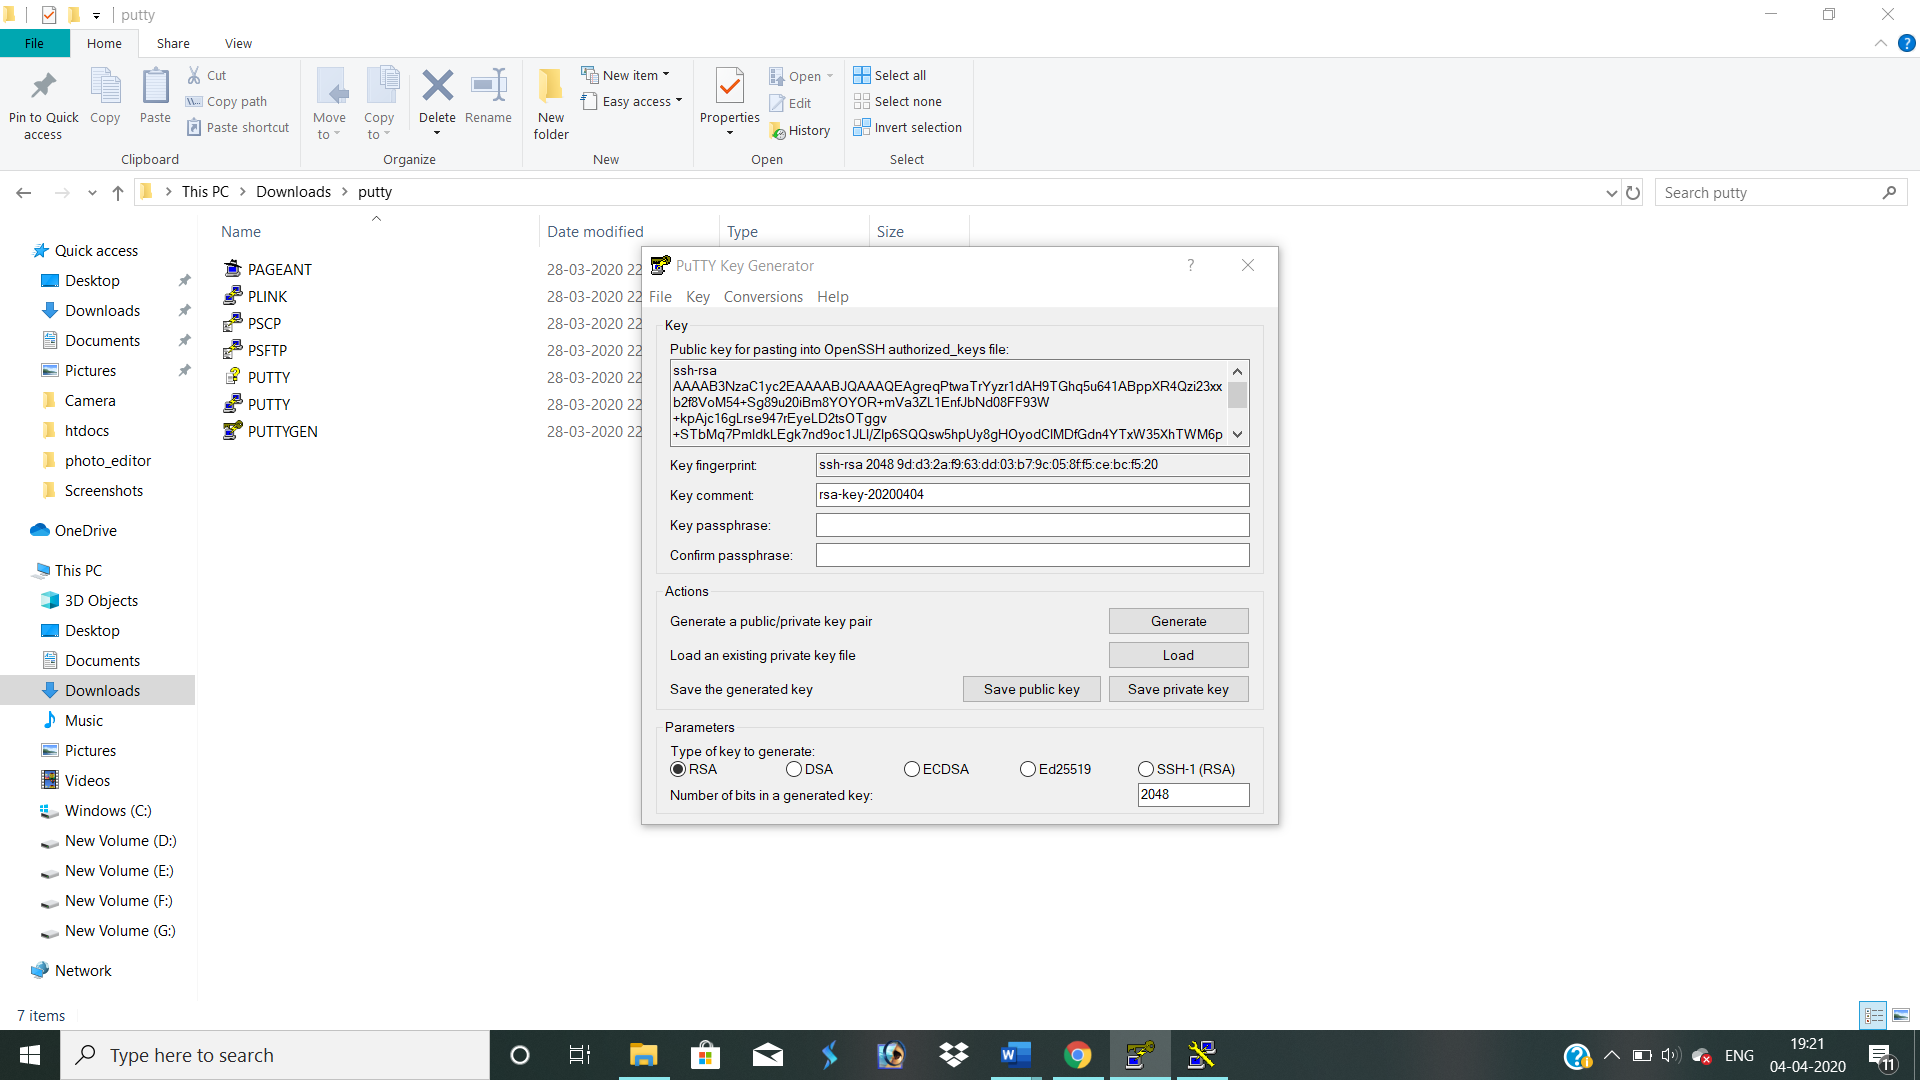 putty
File Home Share View
Pin to Quick access
Copy
Paste
Cut
Copy path
Paste shortcut
Clipboard
Move to
Copy to
Delete
Rename
Organize
New folder
New item
Easy access
New
Properties
Open
Edit
History
Open
Select all
Select none
Invert selection
Select
This PC > Downloads > putty
Search putty
Name Date modified Type Size
Quick access
Desktop
Downloads
Documents
Pictures
Camera
htdocs
photo_editor
Screenshots
OneDrive
This PC
3D Objects
Desktop
Documents
Downloads
Music
Pictures
Videos
Windows (C:)
New Volume (D:)
New Volume (E:)
New Volume (F:)
New Volume (G:)
Network
PAGEANT 28-03-2020 22
PLINK 28-03-2020 22
PSCP 28-03-2020 22
PSFTP 28-03-2020 22
PUTTY 28-03-2020 22
PUTTY 28-03-2020 22
PUTTYGEN 28-03-2020 22
PuTTY Key Generator
?
File Key Conversions Help
Key
Public key for pasting into OpenSSH authorized_keys file:
ssh-rsa
AAAAB3NzaC1yc2EAAAABJQAAAQEAgreqPtwaTrYyzr1dAH9TGhq5u641ABppXR4Qzi23xx
b2f8VoM54+Sg89u20iBm8YOYOR+mVa3ZL1EnfJbNd08FF93W
+kpAjc16gLrse947rEyeLD2tsOTggv
+STbMq7PmIdkLEgk7nd9oc1JLI/ZIp6SQQsw5hpUy8gHOyodCIMDfGdn4YTxW35XhTWM6p
Key fingerprint: ssh-rsa 2048 9d:d3:2a:f9:63:dd:03:b7:9c:05:8f:f5:ce:bc:f5:20
Key comment: rsa-key-20200404
Key passphrase:
Confirm passphrase:
Actions
Generate a public/private key pair Generate
Load an existing private key file Load
Save the generated key Save public key Save private key
Parameters
Type of key to generate:
RSA DSA ECDSA Ed25519 SSH-1 (RSA)
Number of bits in a generated key: 2048
7 items
Type here to search
ENG
19:21
04-04-2020
11